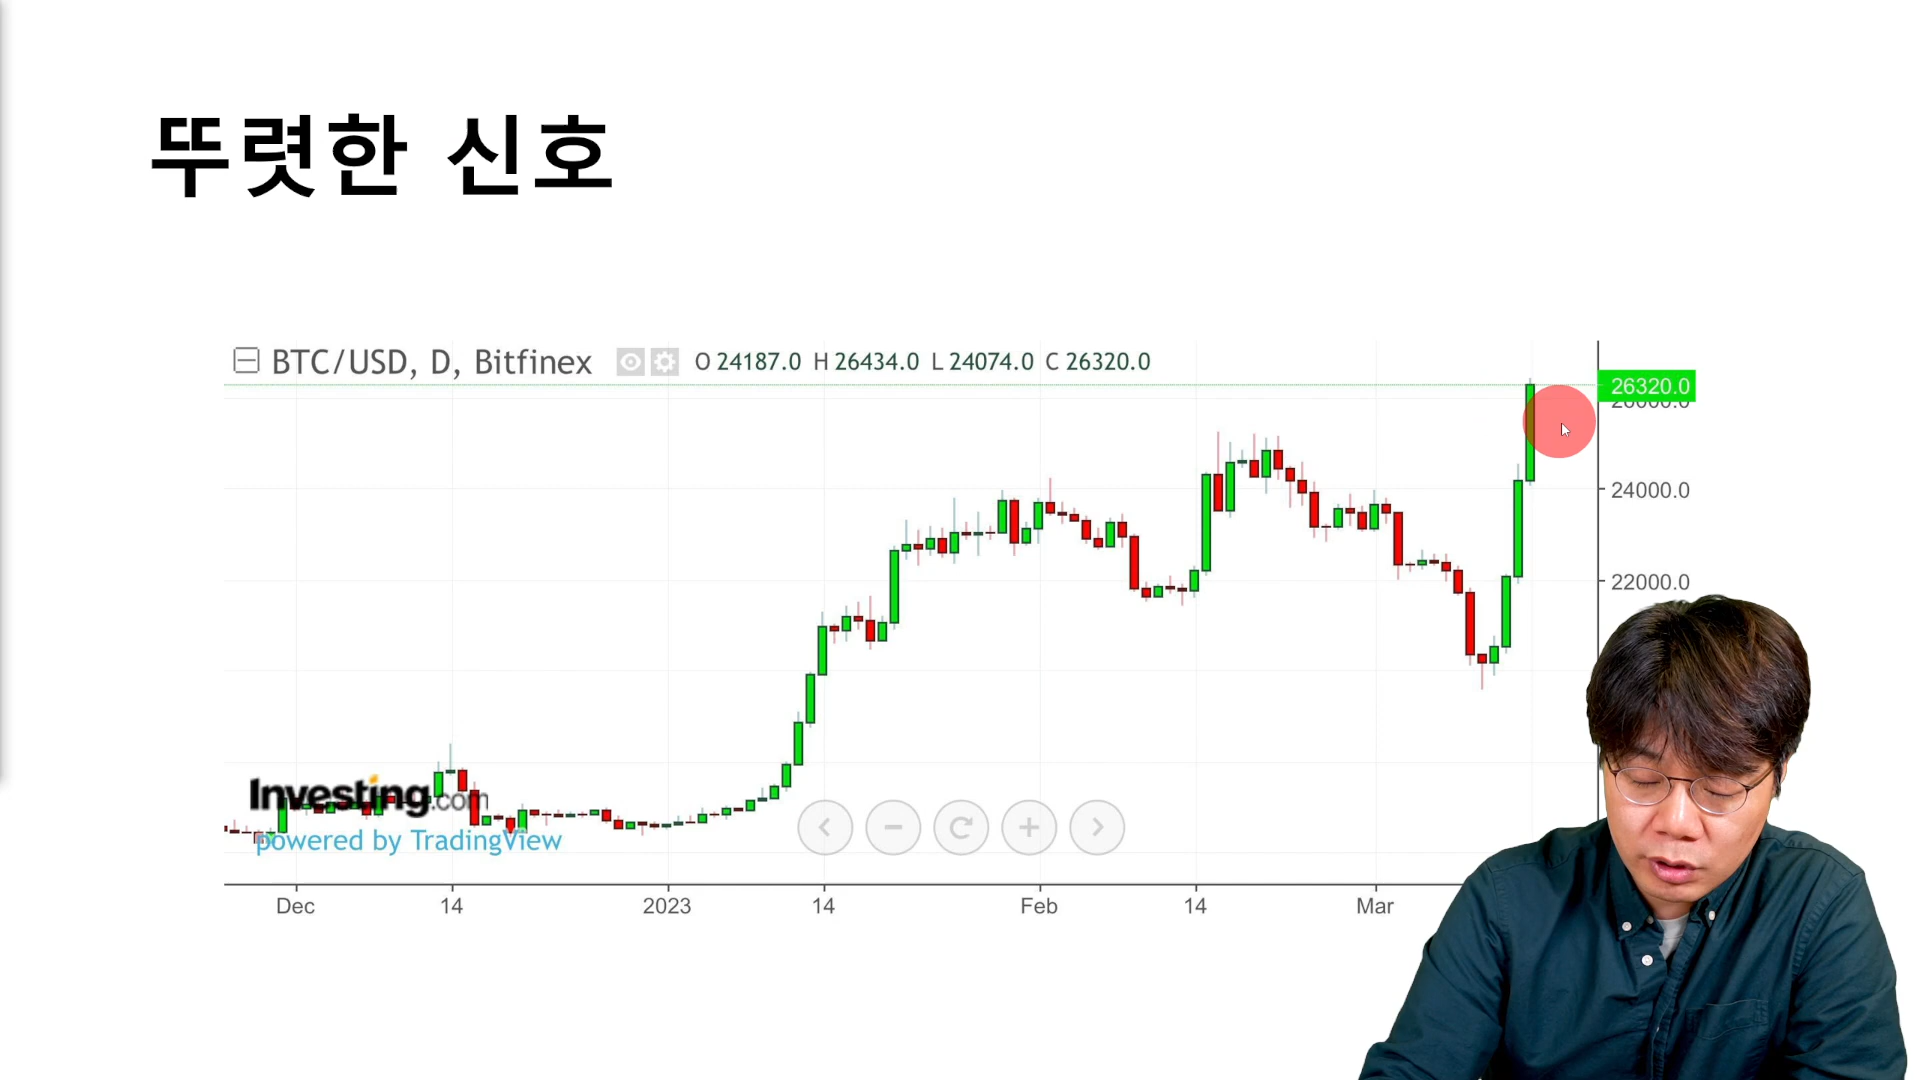 뚜렷한 신호
BTC/USD, D, Bitfinex O 24187.0 H 26434.0 L 24074.0 C 26320.0
26320.0
24000.0
22000.0
Investing.com
powered by TradingView
Dec 14 2023 14 Feb 14 Mar